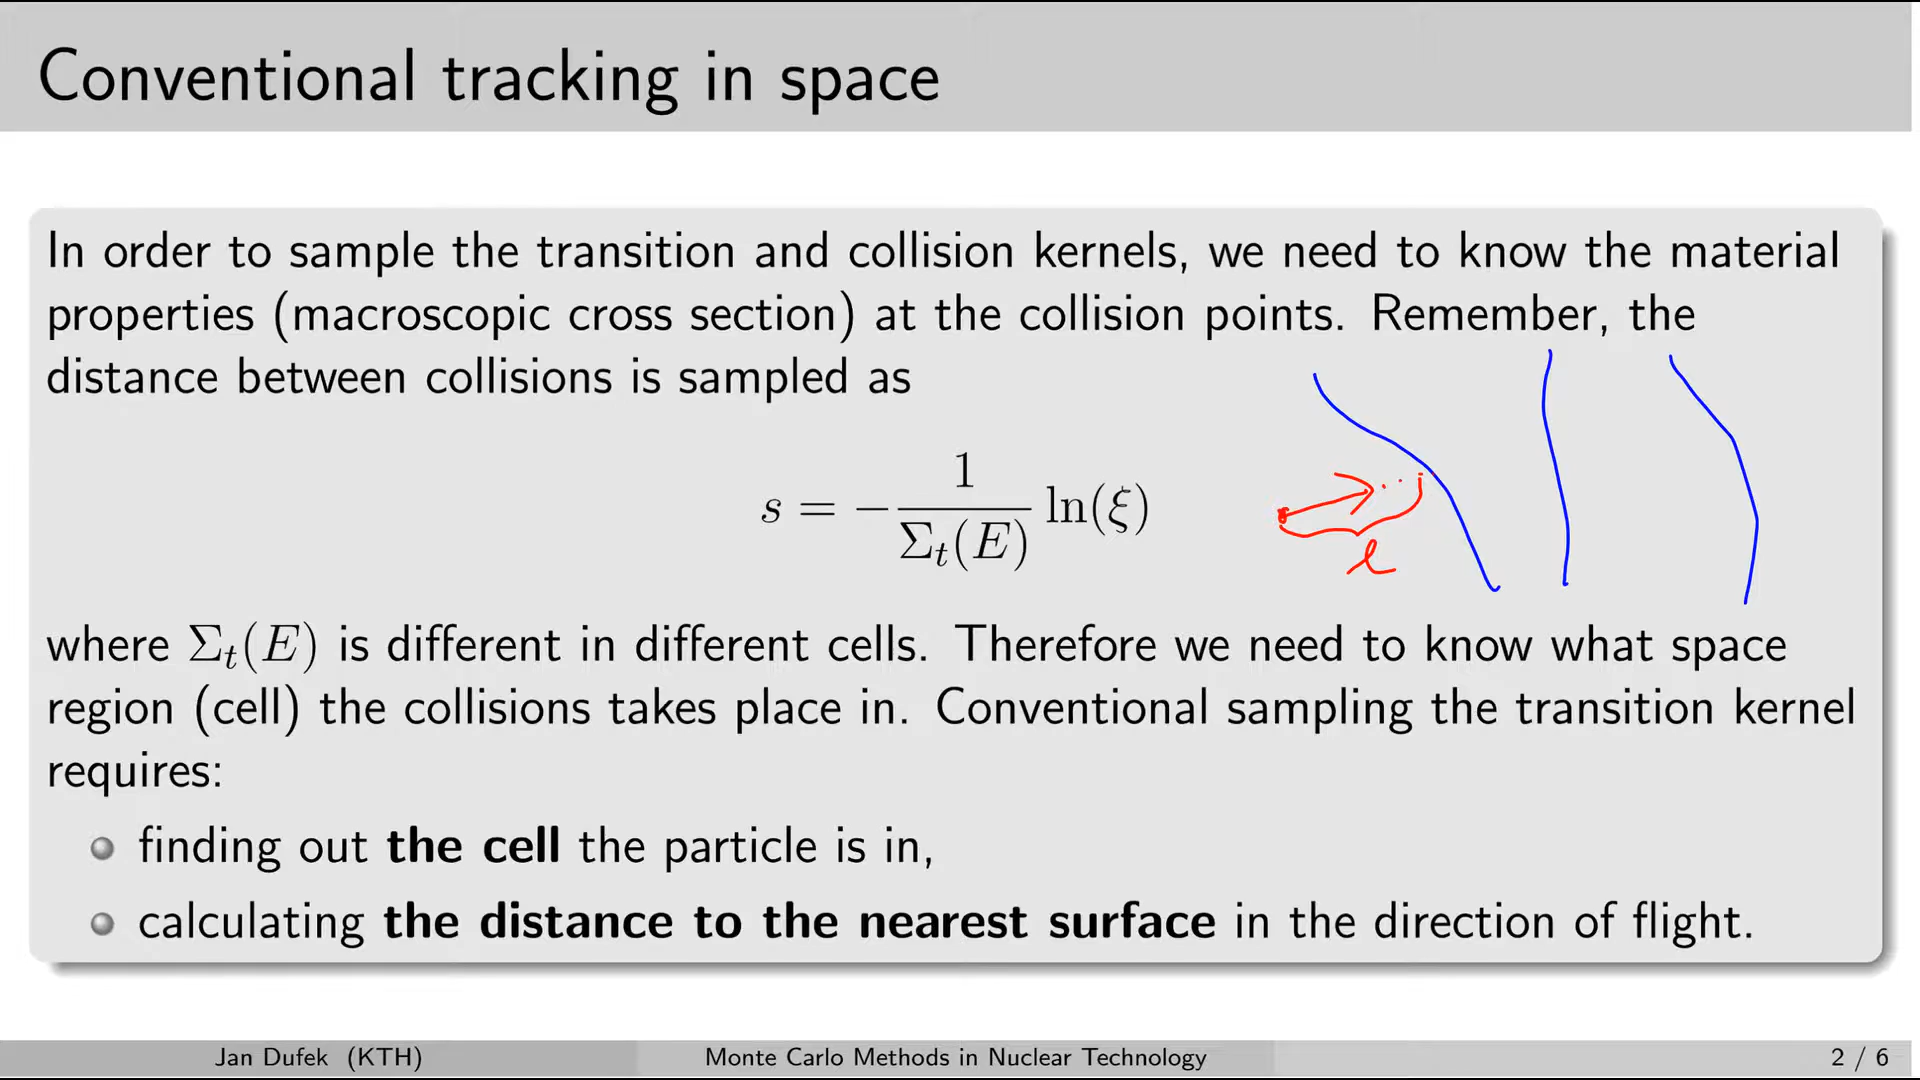 Conventional tracking in space
In order to sample the transition and collision kernels, we need to know the material
properties (macroscopic cross section) at the collision points. Remember, the
distance between collisions is sampled as
s = − 1/Σₜ(E) ln(ξ)
ℓ
where Σₜ(E) is different in different cells. Therefore we need to know what space
region (cell) the collisions takes place in. Conventional sampling the transition kernel
requires:
finding out the cell the particle is in,
calculating the distance to the nearest surface in the direction of flight.
Jan Dufek (KTH) Monte Carlo Methods in Nuclear Technology 2 / 6